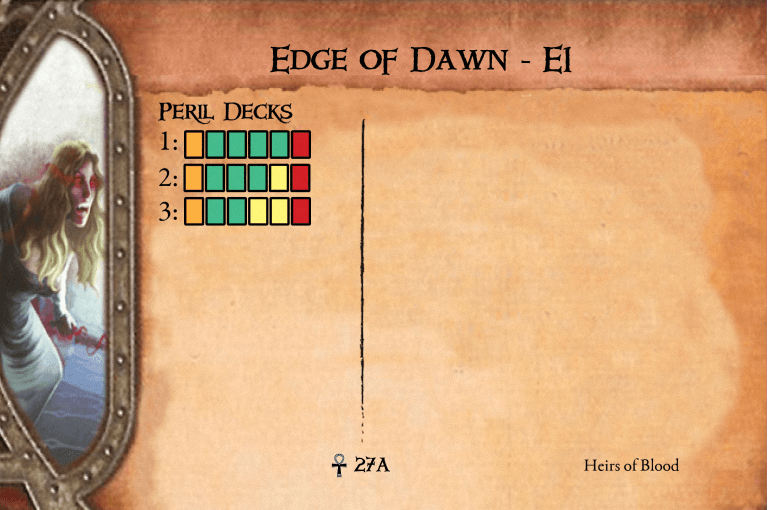 Edge of Dawn - E1
Peril Decks
1:
2:
3:
27A
Heirs of Blood